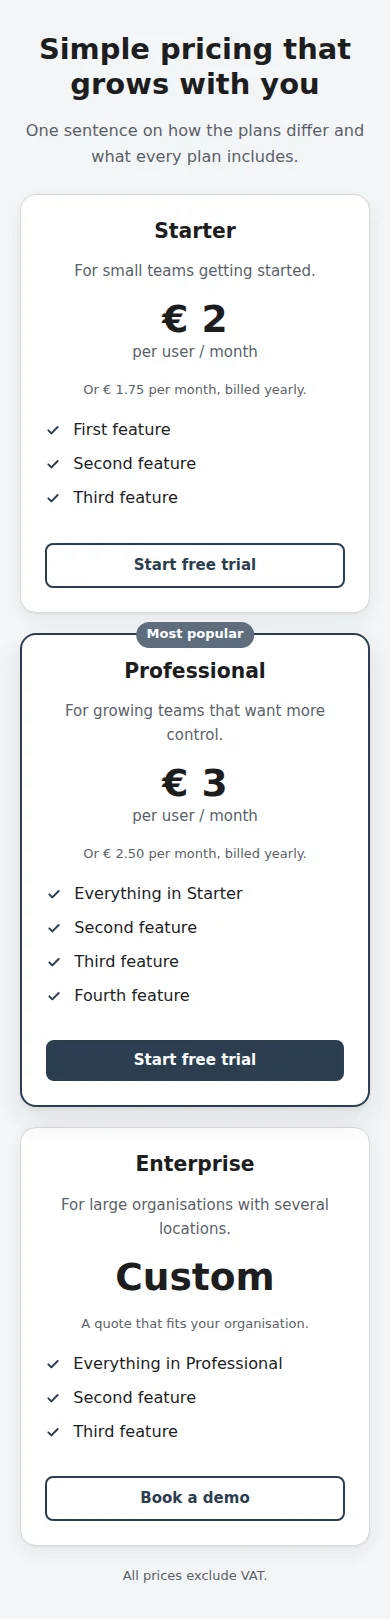 Simple pricing that
grows with you
One sentence on how the plans differ and
what every plan includes.
Starter
For small teams getting started.
€ 2
per user / month
Or € 1.75 per month, billed yearly.
First feature
Second feature
Third feature
Start free trial
Most popular
Professional
For growing teams that want more
control.
€ 3
per user / month
Or € 2.50 per month, billed yearly.
Everything in Starter
Second feature
Third feature
Fourth feature
Start free trial
Enterprise
For large organisations with several
locations.
Custom
A quote that fits your organisation.
Everything in Professional
Second feature
Third feature
Book a demo
All prices exclude VAT.